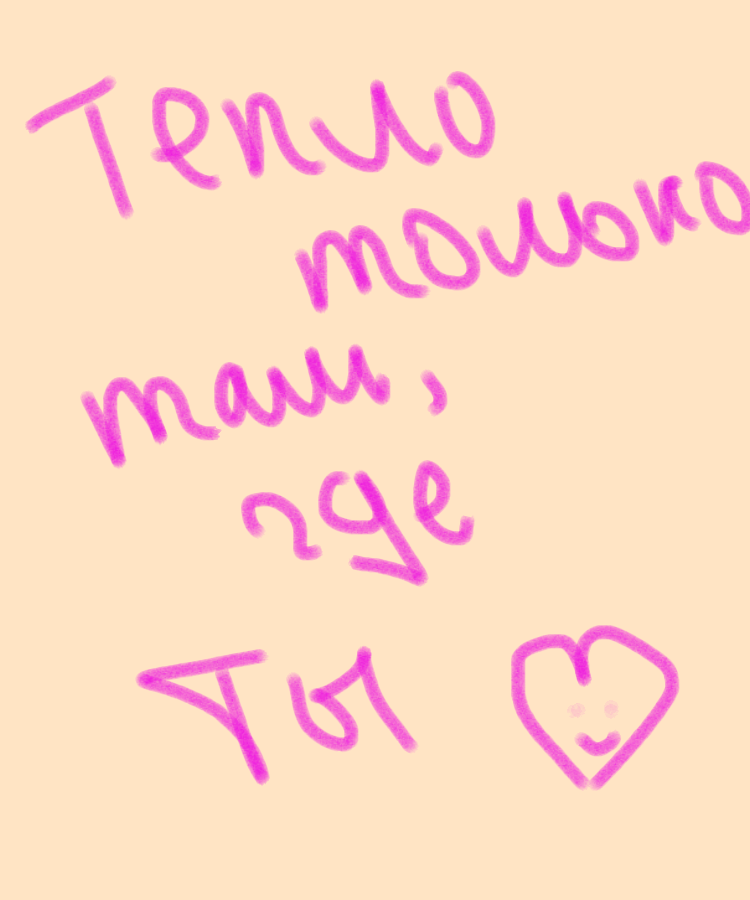 Тепло
только
там,
где
ты